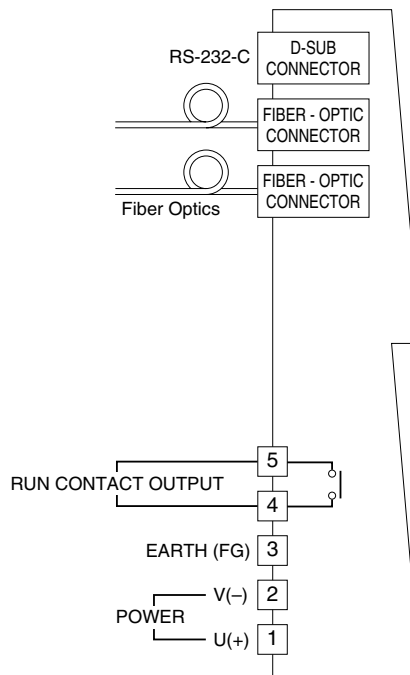 RS-232-C
D-SUB
CONNECTOR
FIBER - OPTIC
CONNECTOR
FIBER - OPTIC
CONNECTOR
Fiber Optics
5
RUN CONTACT OUTPUT
4
EARTH (FG) 3
V(–) 2
POWER
U(+) 1